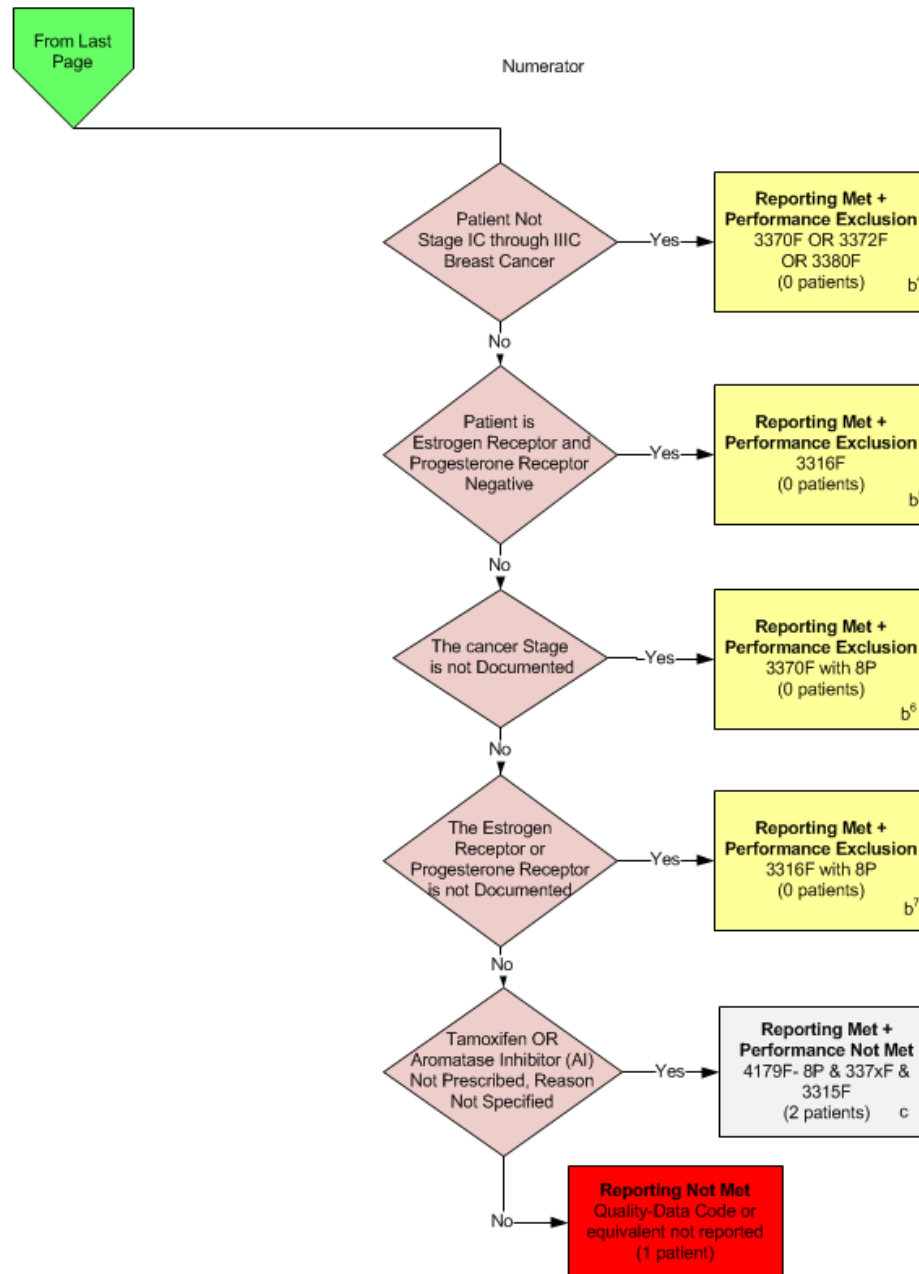 From Last
Page
Numerator
Patient Not
Stage IC through IIIC
Breast Cancer
Yes
Reporting Met +
Performance Exclusion
3370F OR 3372F
OR 3380F
(0 patients)
b
No
Patient is
Estrogen Receptor and
Progesterone Receptor
Negative
Yes
Reporting Met +
Performance Exclusion
3316F
(0 patients)
b
No
The cancer Stage
is not Documented
Yes
Reporting Met +
Performance Exclusion
3370F with 8P
(0 patients)
b⁶
No
The Estrogen
Receptor or
Progesterone Receptor
is not Documented
Yes
Reporting Met +
Performance Exclusion
3316F with 8P
(0 patients)
b⁷
No
Tamoxifen OR
Aromatase Inhibitor (AI)
Not Prescribed, Reason
Not Specified
Yes
Reporting Met +
Performance Not Met
4179F- 8P & 337xF &
3315F
(2 patients)
c
No
Reporting Not Met
Quality-Data Code or
equivalent not reported
(1 patient)